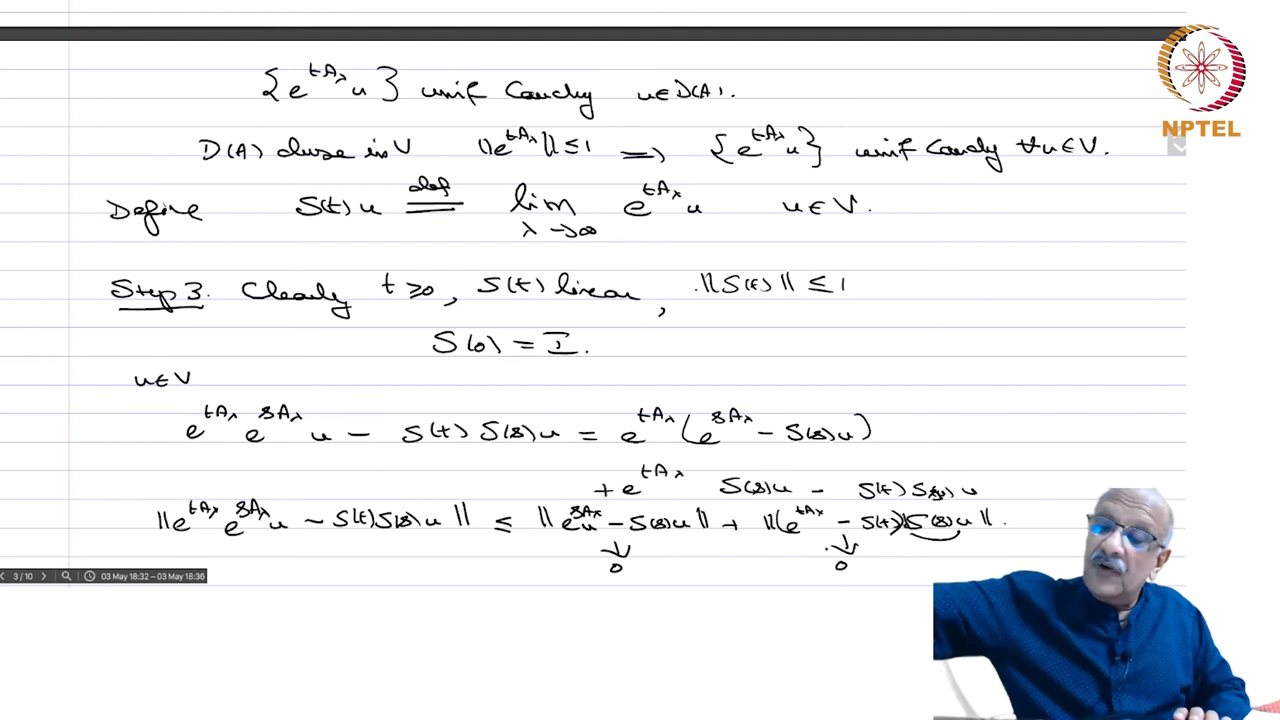 {e^{tA_λ} u} unif Cauchy u∈D(A).
D(A) dense in V ||e^{tA_λ}|| ≤ 1 ⟹ {e^{tA_λ} u} unif Cauchy ∀u∈V.
Define S(t)u \overset{def}{=} lim_{λ→∞} e^{tA_λ} u u∈V.
Step 3. Clearly t ≥ 0, S(t) linear, ||S(t)|| ≤ 1
S(0) = I.
u∈V
e^{tA_λ} e^{sA_λ} u − S(t) S(s)u = e^{tA_λ}(e^{sA_λ} − S(s)u)
+ e^{tA_λ} S(s)u − S(t) S(s)u
||e^{tA_λ} e^{sA_λ} u − S(t)S(s)u|| ≤ ||e^{sA_λ} u − S(s)u|| + ||(e^{tA_λ} − S(t))S(s)u||.
↓ ↓
0 0
NPTEL
3 / 10 03 May 18:32 — 03 May 18:36